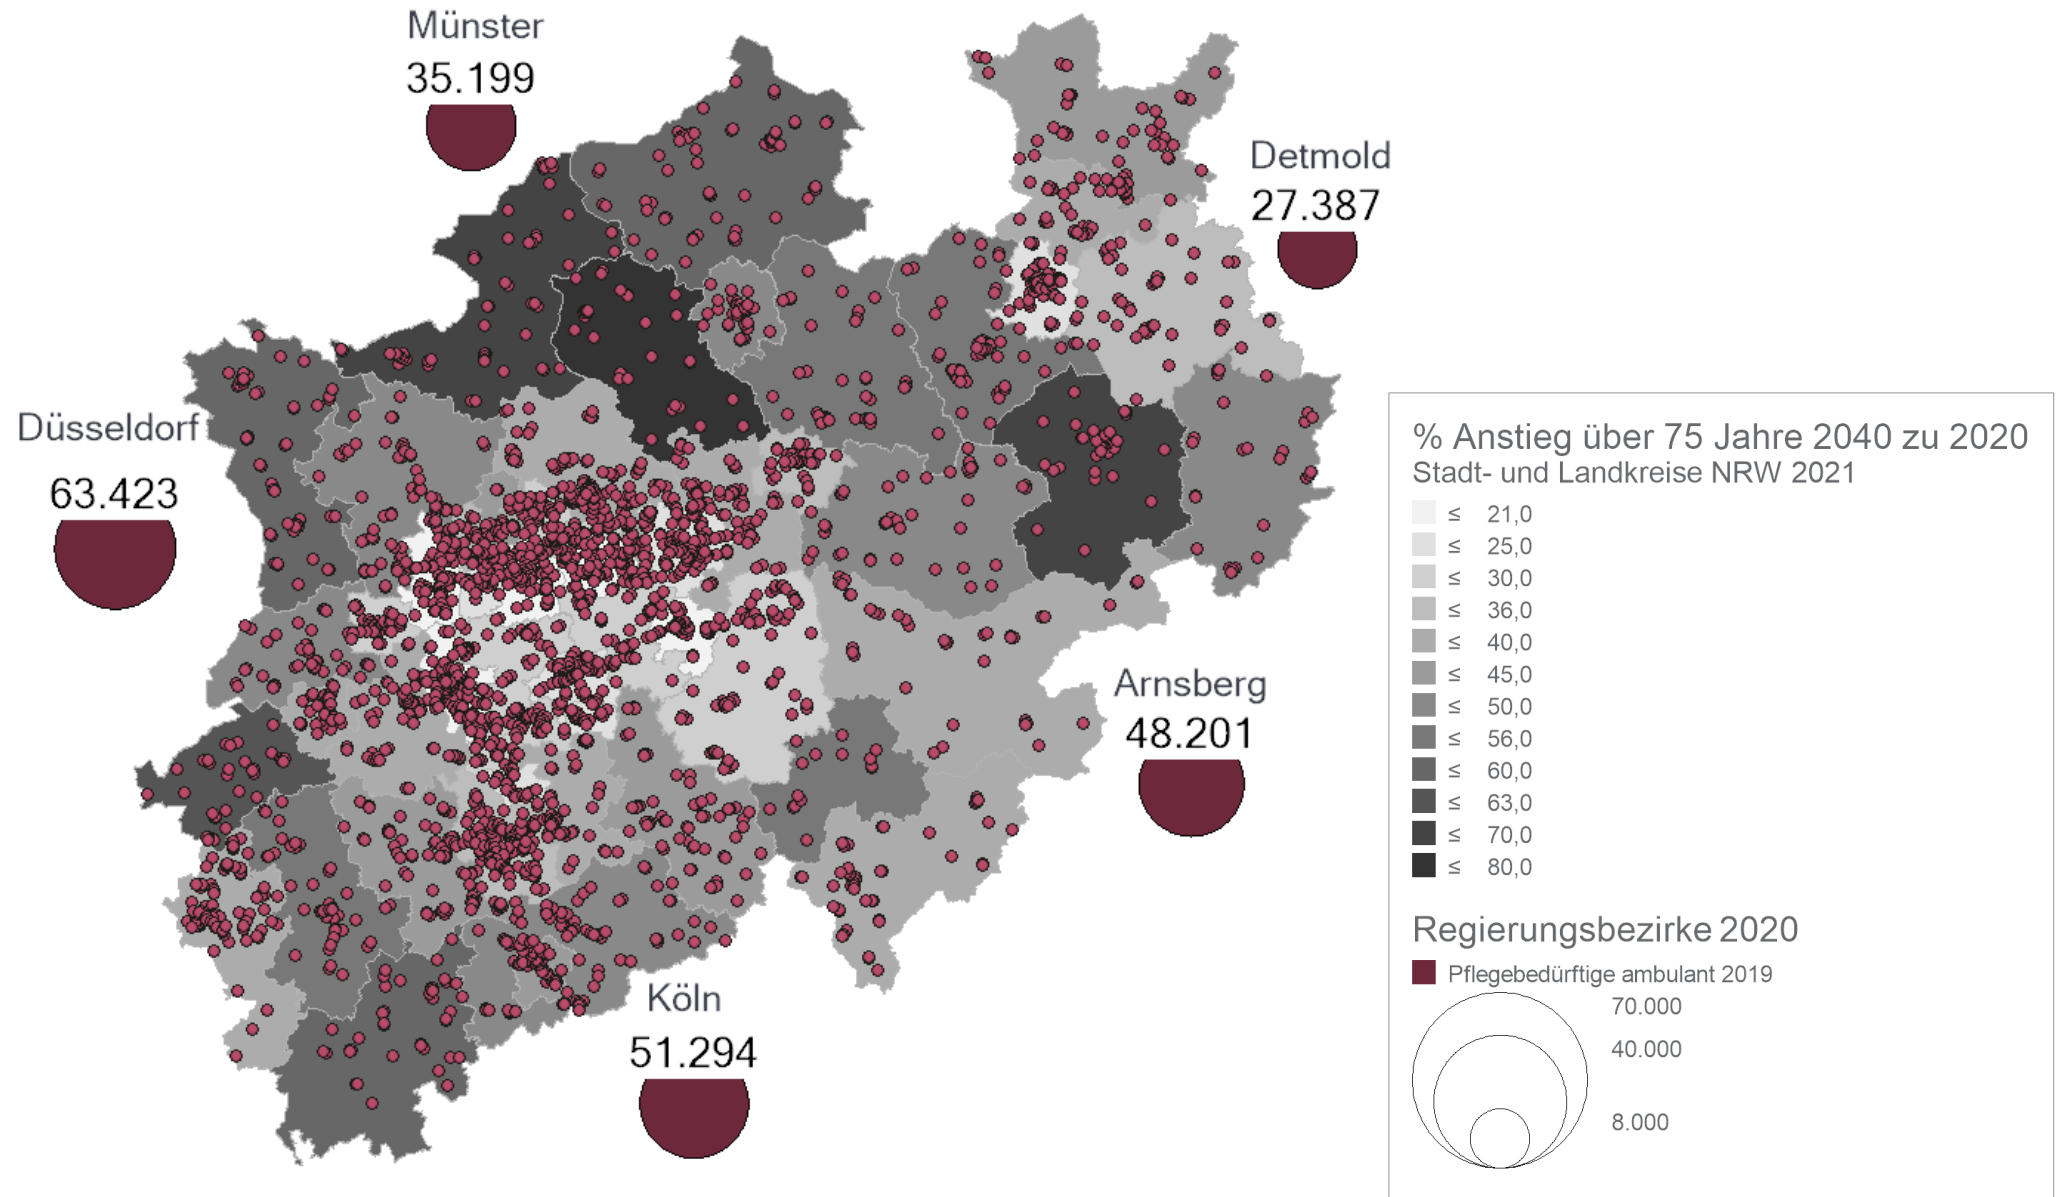 Münster
35.199
Detmold
27.387
Düsseldorf
63.423
Arnsberg
48.201
Köln
51.294
% Anstieg über 75 Jahre 2040 zu 2020
Stadt- und Landkreise NRW 2021
≤ 21,0
≤ 25,0
≤ 30,0
≤ 36,0
≤ 40,0
≤ 45,0
≤ 50,0
≤ 56,0
≤ 60,0
≤ 63,0
≤ 70,0
≤ 80,0
Regierungsbezirke 2020
Pflegebedürftige ambulant 2019
70.000
40.000
8.000